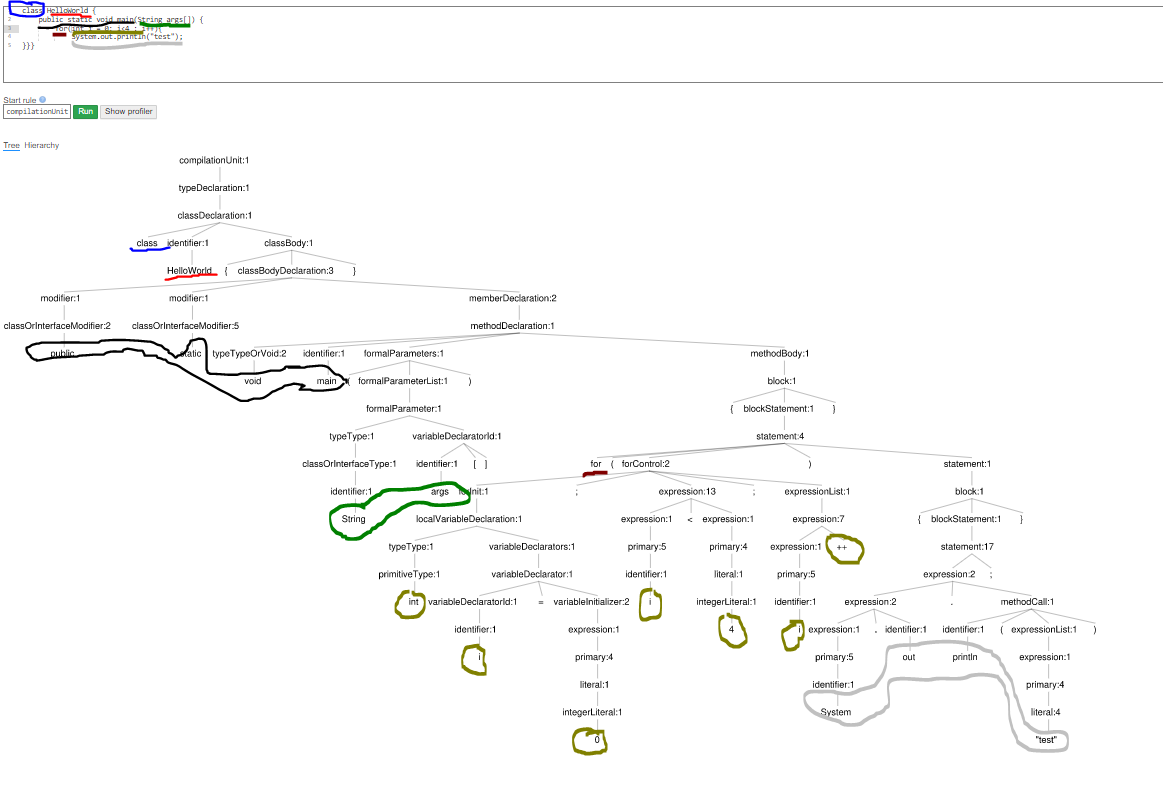 1 class HelloWorld {
2 public static void main(String args[]) {
3 for(int i = 0; i<4 ; i++){
4 System.out.println("test");
5 }}}
Start rule
compilationUnit Run Show profiler
Tree Hierarchy
compilationUnit:1
typeDeclaration:1
classDeclaration:1
class identifier:1 classBody:1
HelloWorld { classBodyDeclaration:3 }
modifier:1 modifier:1 memberDeclaration:2
classOrInterfaceModifier:2 classOrInterfaceModifier:5 methodDeclaration:1
public static typeTypeOrVoid:2 identifier:1 formalParameters:1 methodBody:1
void main ( formalParameterList:1 ) block:1
formalParameter:1 { blockStatement:1 }
typeType:1 variableDeclaratorId:1 statement:4
classOrInterfaceType:1 identifier:1 [ ] for ( forControl:2 ) statement:1
identifier:1 args forInit:1 ; expression:13 ; expressionList:1 block:1
String localVariableDeclaration:1 expression:1 < expression:1 expression:7 { blockStatement:1 }
typeType:1 variableDeclarators:1 primary:5 primary:4 expression:1 ++ statement:17
primitiveType:1 variableDeclarator:1 identifier:1 literal:1 primary:5 expression:2 ;
int variableDeclaratorId:1 = variableInitializer:2 i integerLiteral:1 identifier:1 expression:2 . methodCall:1
identifier:1 expression:1 4 i expression:1 . identifier:1 identifier:1 ( expressionList:1 )
i primary:4 primary:5 out println expression:1
literal:1 identifier:1 primary:4
integerLiteral:1 System literal:4
0 "test"